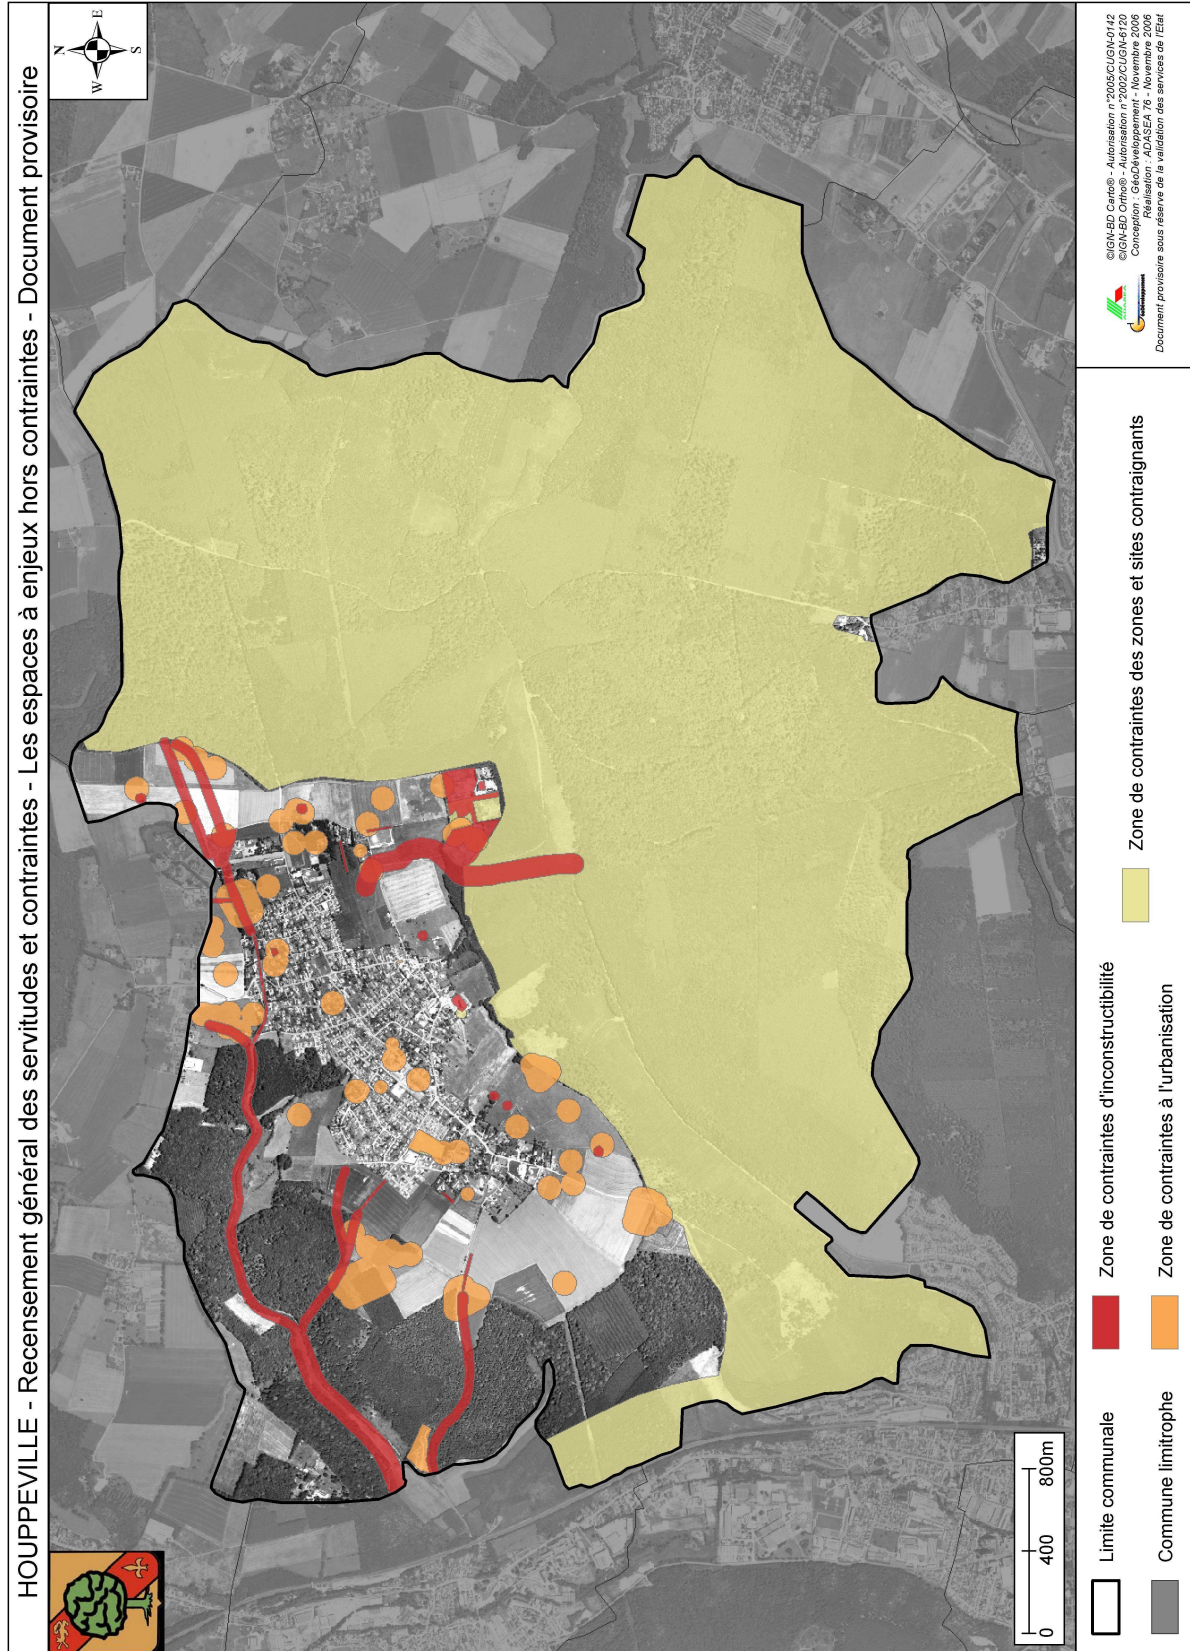 HOUPPEVILLE - Recensement général des servitudes et contraintes - Les espaces à enjeux hors contraintes - Document provisoire
N
W
E
S
0
400
800m
Limite communale
Commune limitrophe
Zone de contraintes d'inconstructibilité
Zone de contraintes à l'urbanisation
Zone de contraintes des zones et sites contraignants
©IGN-BD Carto® - Autorisation n°2005/CUGN-0142
©IGN-BD Ortho® - Autorisation n°2002/CUGN-6120
Conception : GéoDéveloppement - Novembre 2006
Réalisation : ADASEA 76 - Novembre 2006
Document provisoire sous réserve de la validation des services de l'Etat